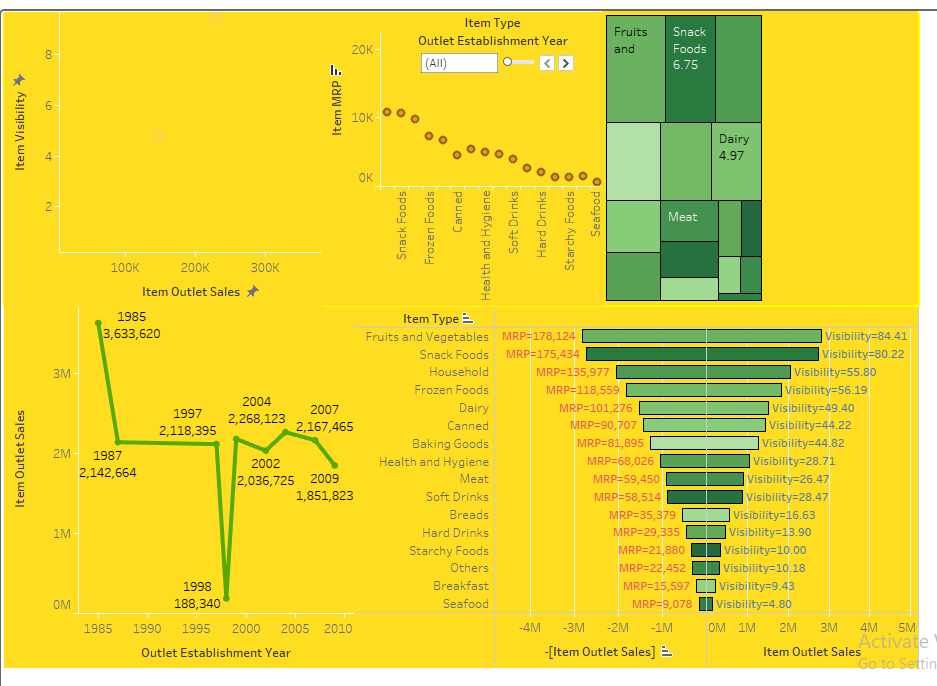 Item Visibility
8
6
4
2
100K
200K
300K
Item Outlet Sales
Item Type
Outlet Establishment Year
(All)
Item MRP
20K
10K
0K
Snack Foods
Frozen Foods
Canned
Health and Hygiene
Soft Drinks
Hard Drinks
Starchy Foods
Seafood
Fruits
and
Snack
Foods
6.75
Dairy
4.97
Meat
Item Outlet Sales
3M
2M
1M
0M
1985
3,633,620
1987
2,142,664
1997
2,118,395
1998
188,340
2004
2,268,123
2002
2,036,725
2007
2,167,465
2009
1,851,823
1985
1990
1995
2000
2005
2010
Outlet Establishment Year
Item Type
Fruits and Vegetables MRP=178,124 Visibility=84.41
Snack Foods MRP=175,434 Visibility=80.22
Household MRP=135,977 Visibility=55.80
Frozen Foods MRP=118,559 Visibility=56.19
Dairy MRP=101,276 Visibility=49.40
Canned MRP=90,707 Visibility=44.22
Baking Goods MRP=81,895 Visibility=44.82
Health and Hygiene MRP=68,026 Visibility=28.71
Meat MRP=59,450 Visibility=26.47
Soft Drinks MRP=58,514 Visibility=28.47
Breads MRP=35,379 Visibility=16.63
Hard Drinks MRP=29,335 Visibility=13.90
Starchy Foods MRP=21,880 Visibility=10.00
Others MRP=22,452 Visibility=10.18
Breakfast MRP=15,597 Visibility=9.43
Seafood MRP=9,078 Visibility=4.80
-4M -3M -2M -1M 0M 1M 2M 3M 4M 5M
-[Item Outlet Sales]
Item Outlet Sales
Activate
Go to Settin